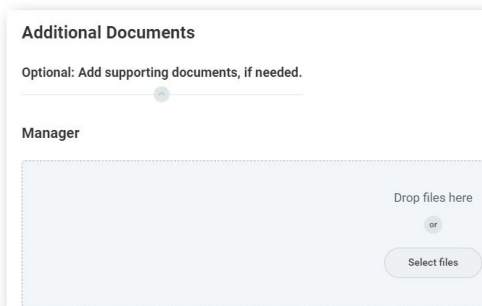 Additional Documents
Optional: Add supporting documents, if needed.
Manager
Drop files here
or
Select files